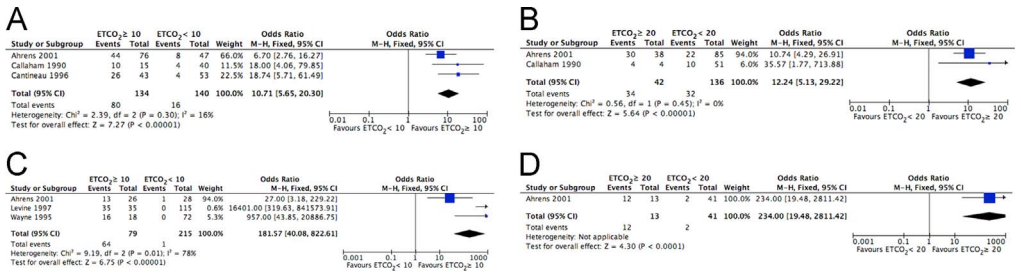 A
ETCO2≥ 10 ETCO2< 10 Odds Ratio Odds Ratio
Study or Subgroup Events Total Events Total Weight M-H, Fixed, 95% CI M-H, Fixed, 95% CI
Ahrens 2001 44 76 8 47 66.0% 6.70 [2.76, 16.27]
Callaham 1990 10 15 4 40 11.5% 18.00 [4.06, 79.85]
Cantineau 1996 26 43 4 53 22.5% 18.74 [5.71, 61.49]
Total (95% CI) 134 140 100.0% 10.71 [5.65, 20.30]
Total events 80 16
Heterogeneity: Chi² = 2.39, df = 2 (P = 0.30); I² = 16%
Test for overall effect: Z = 7.27 (P < 0.00001)
0.01 0.1 1 10 100
Favours ETCO2< 10 Favours ETCO2≥ 10
B
ETCO2≥ 20 ETCO2< 20 Odds Ratio Odds Ratio
Study or Subgroup Events Total Events Total Weight M-H, Fixed, 95% CI M-H, Fixed, 95% CI
Ahrens 2001 30 38 22 85 94.0% 10.74 [4.29, 26.91]
Callaham 1990 4 4 10 51 6.0% 35.57 [1.77, 713.88]
Total (95% CI) 42 136 100.0% 12.24 [5.13, 29.22]
Total events 34 32
Heterogeneity: Chi² = 0.56, df = 1 (P = 0.45); I² = 0%
Test for overall effect: Z = 5.64 (P < 0.00001)
0.01 0.1 1 10 100
Favours ETCO2< 20 Favours ETCO2≥ 20
C
ETCO2≥ 10 ETCO2< 10 Odds Ratio Odds Ratio
Study or Subgroup Events Total Events Total Weight M-H, Fixed, 95% CI M-H, Fixed, 95% CI
Ahrens 2001 13 26 1 28 94.0% 27.00 [3.18, 229.22]
Levine 1997 35 35 0 115 0.6% 16401.00 [319.63, 841573.91]
Wayne 1995 16 18 0 72 5.3% 957.00 [43.85, 20886.75]
Total (95% CI) 79 215 100.0% 181.57 [40.08, 822.61]
Total events 64 1
Heterogeneity: Chi² = 9.19, df = 2 (P = 0.01); I² = 78%
Test for overall effect: Z = 6.75 (P < 0.00001)
0.001 0.1 1 10 1000
Favours ETCO2< 10 Favours ETCO2≥ 10
D
ETCO2≥ 20 ETCO2< 20 Odds Ratio Odds Ratio
Study or Subgroup Events Total Events Total Weight M-H, Fixed, 95% CI M-H, Fixed, 95% CI
Ahrens 2001 12 13 2 41 100.0% 234.00 [19.48, 2811.42]
Total (95% CI) 13 41 100.0% 234.00 [19.48, 2811.42]
Total events 12 2
Heterogeneity: Not applicable
Test for overall effect: Z = 4.30 (P < 0.0001)
0.001 0.1 1 10 1000
Favours ETCO2< 20 Favours ETCO2≥ 20